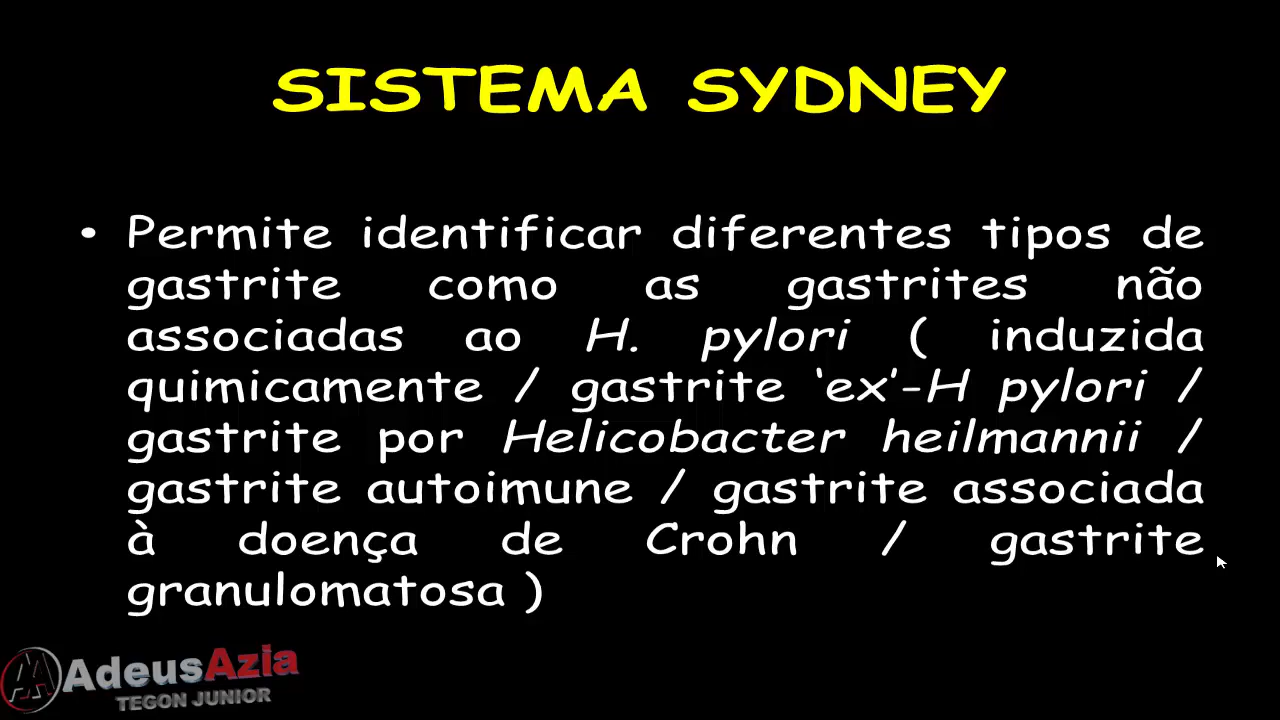 SISTEMA SYDNEY
• Permite identificar diferentes tipos de
gastrite como as gastrites não
associadas ao H. pylori ( induzida
quimicamente / gastrite ‘ex’-H pylori /
gastrite por Helicobacter heilmannii /
gastrite autoimune / gastrite associada
à doença de Crohn / gastrite
granulomatosa )
AdeusAzia
TEGON JUNIOR